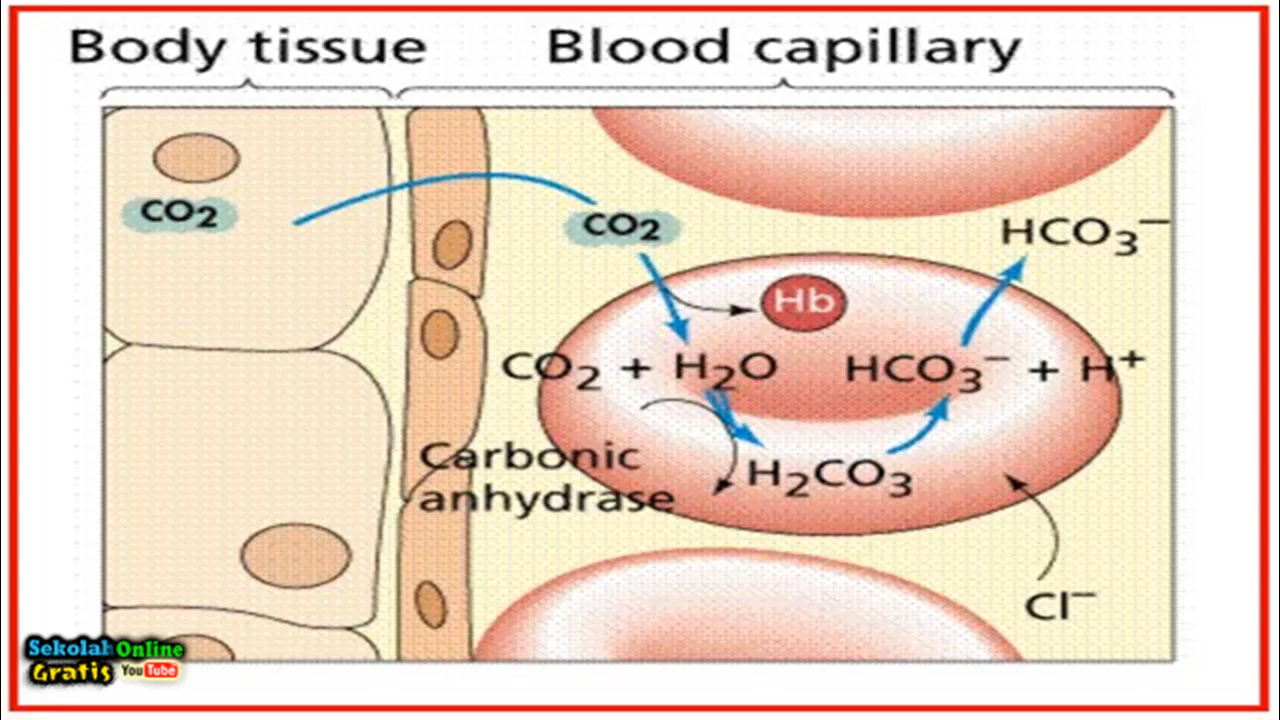 Body tissue
Blood capillary
CO2
CO2
HCO3−
Hb
CO2 + H2O
HCO3− + H+
Carbonic
anhydrase
H2CO3
Cl−
Sekolah Online
Gratis YouTube